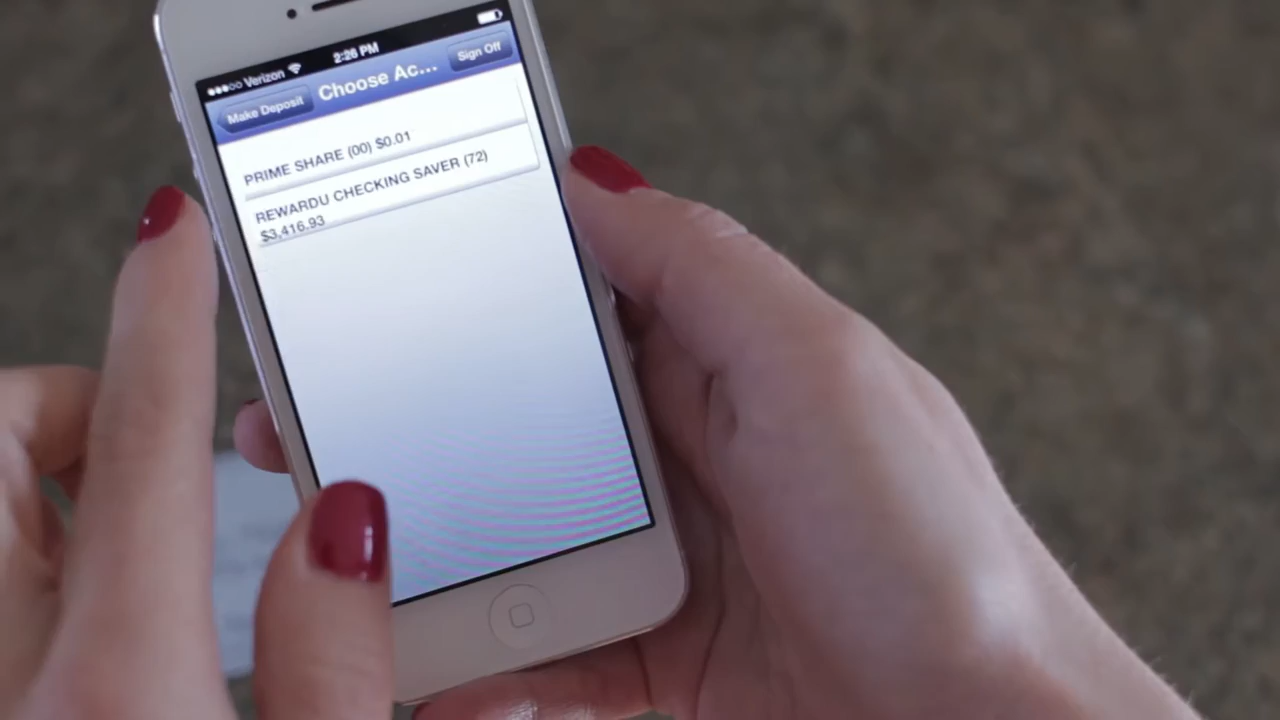 ●●●○○ Verizon 2:26 PM
Make Deposit Choose Ac... Sign Off
PRIME SHARE (00) $0.01
REWARDU CHECKING SAVER (72)
$3,416.93